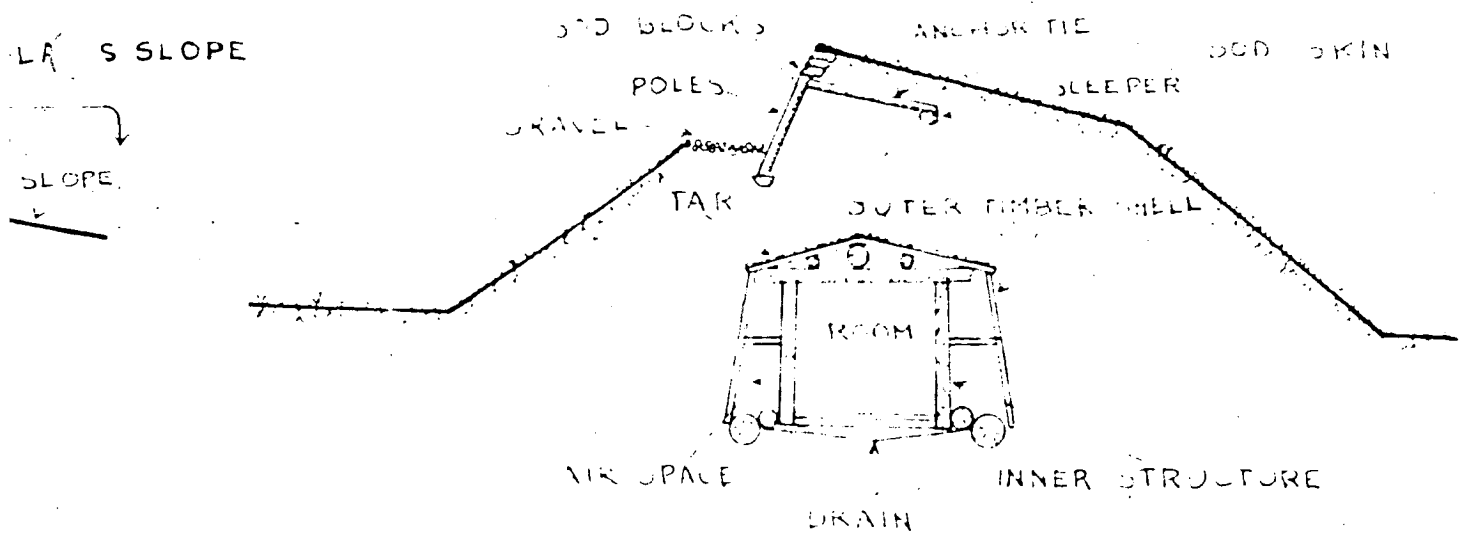 SOD BLOCKS
ANCHOR TIE
SOD SKIN
S SLOPE
POLES
SLEEPER
GRAVEL
SLOPE
TAR
OUTER TIMBER SHELL
ROOM
AIR SPACE
INNER STRUCTURE
DRAIN